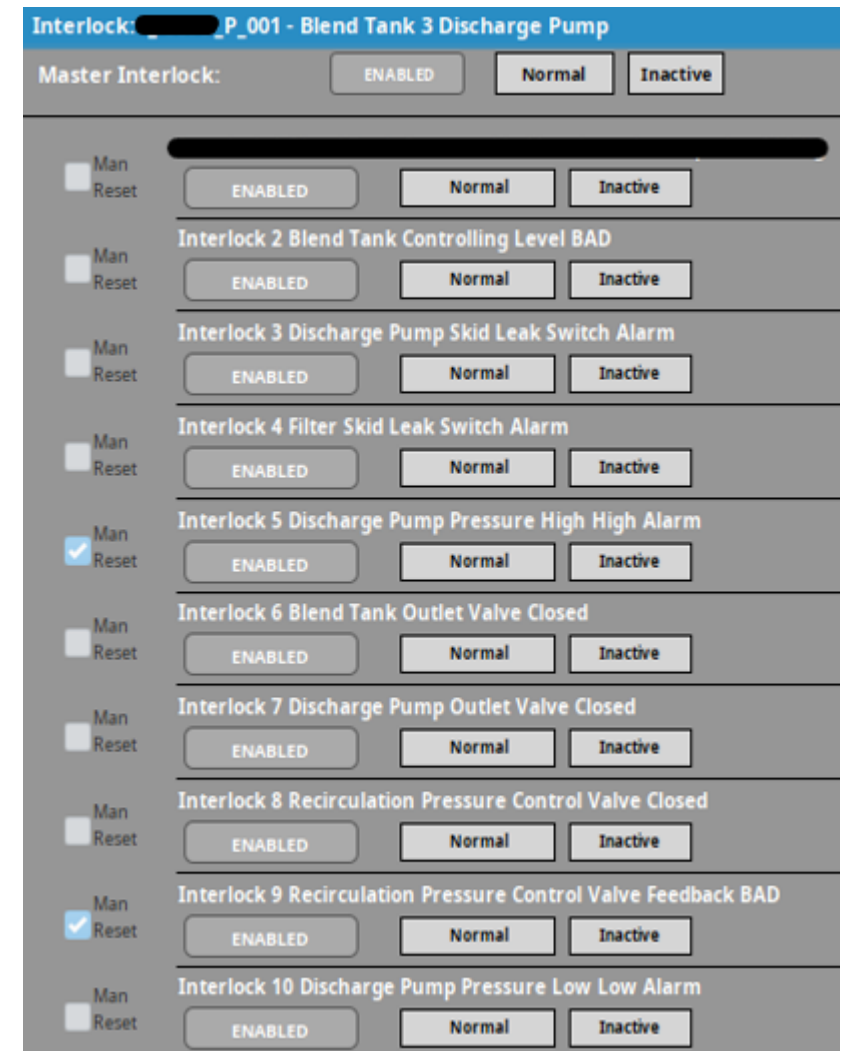 Interlock: _P_001 - Blend Tank 3 Discharge Pump
Master Interlock: ENABLED Normal Inactive
Man Reset ENABLED Normal Inactive
Interlock 2 Blend Tank Controlling Level BAD
Man Reset ENABLED Normal Inactive
Interlock 3 Discharge Pump Skid Leak Switch Alarm
Man Reset ENABLED Normal Inactive
Interlock 4 Filter Skid Leak Switch Alarm
Man Reset ENABLED Normal Inactive
Interlock 5 Discharge Pump Pressure High High Alarm
Man Reset ENABLED Normal Inactive
Interlock 6 Blend Tank Outlet Valve Closed
Man Reset ENABLED Normal Inactive
Interlock 7 Discharge Pump Outlet Valve Closed
Man Reset ENABLED Normal Inactive
Interlock 8 Recirculation Pressure Control Valve Closed
Man Reset ENABLED Normal Inactive
Interlock 9 Recirculation Pressure Control Valve Feedback BAD
Man Reset ENABLED Normal Inactive
Interlock 10 Discharge Pump Pressure Low Low Alarm
Man Reset ENABLED Normal Inactive